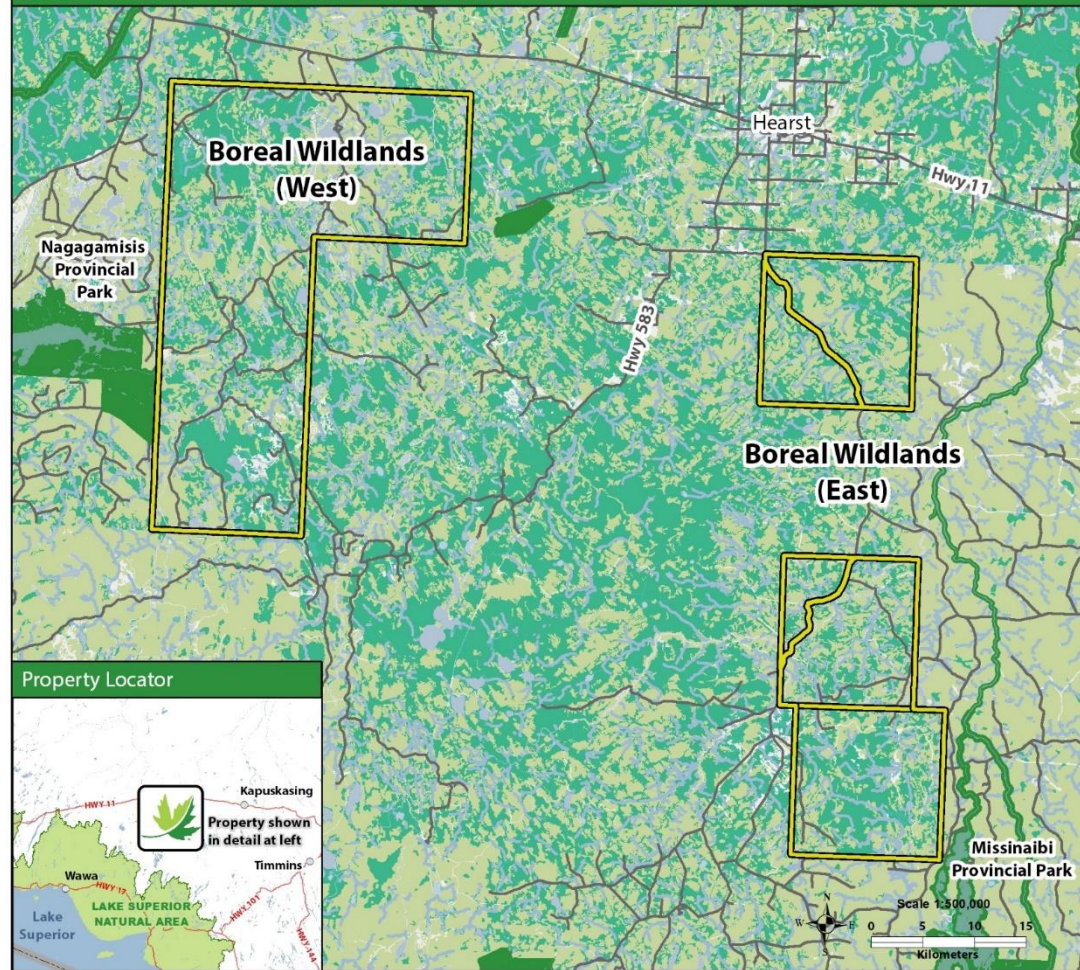 Hearst
Boreal Wildlands
(West)
Hwy 11
Nagagamisis
Provincial
Park
Hwy 583
Boreal Wildlands
(East)
Property Locator
Kapuskasing
HWY 11
Property shown
in detail at left
Timmins
Wawa
HWY 17
HWY 101
LAKE SUPERIOR
NATURAL AREA
Lake
Superior
HWY 144
Missinaibi
Provincial Park
Scale 1:500,000
N
W
E
S
0 5 10 15
Kilometers